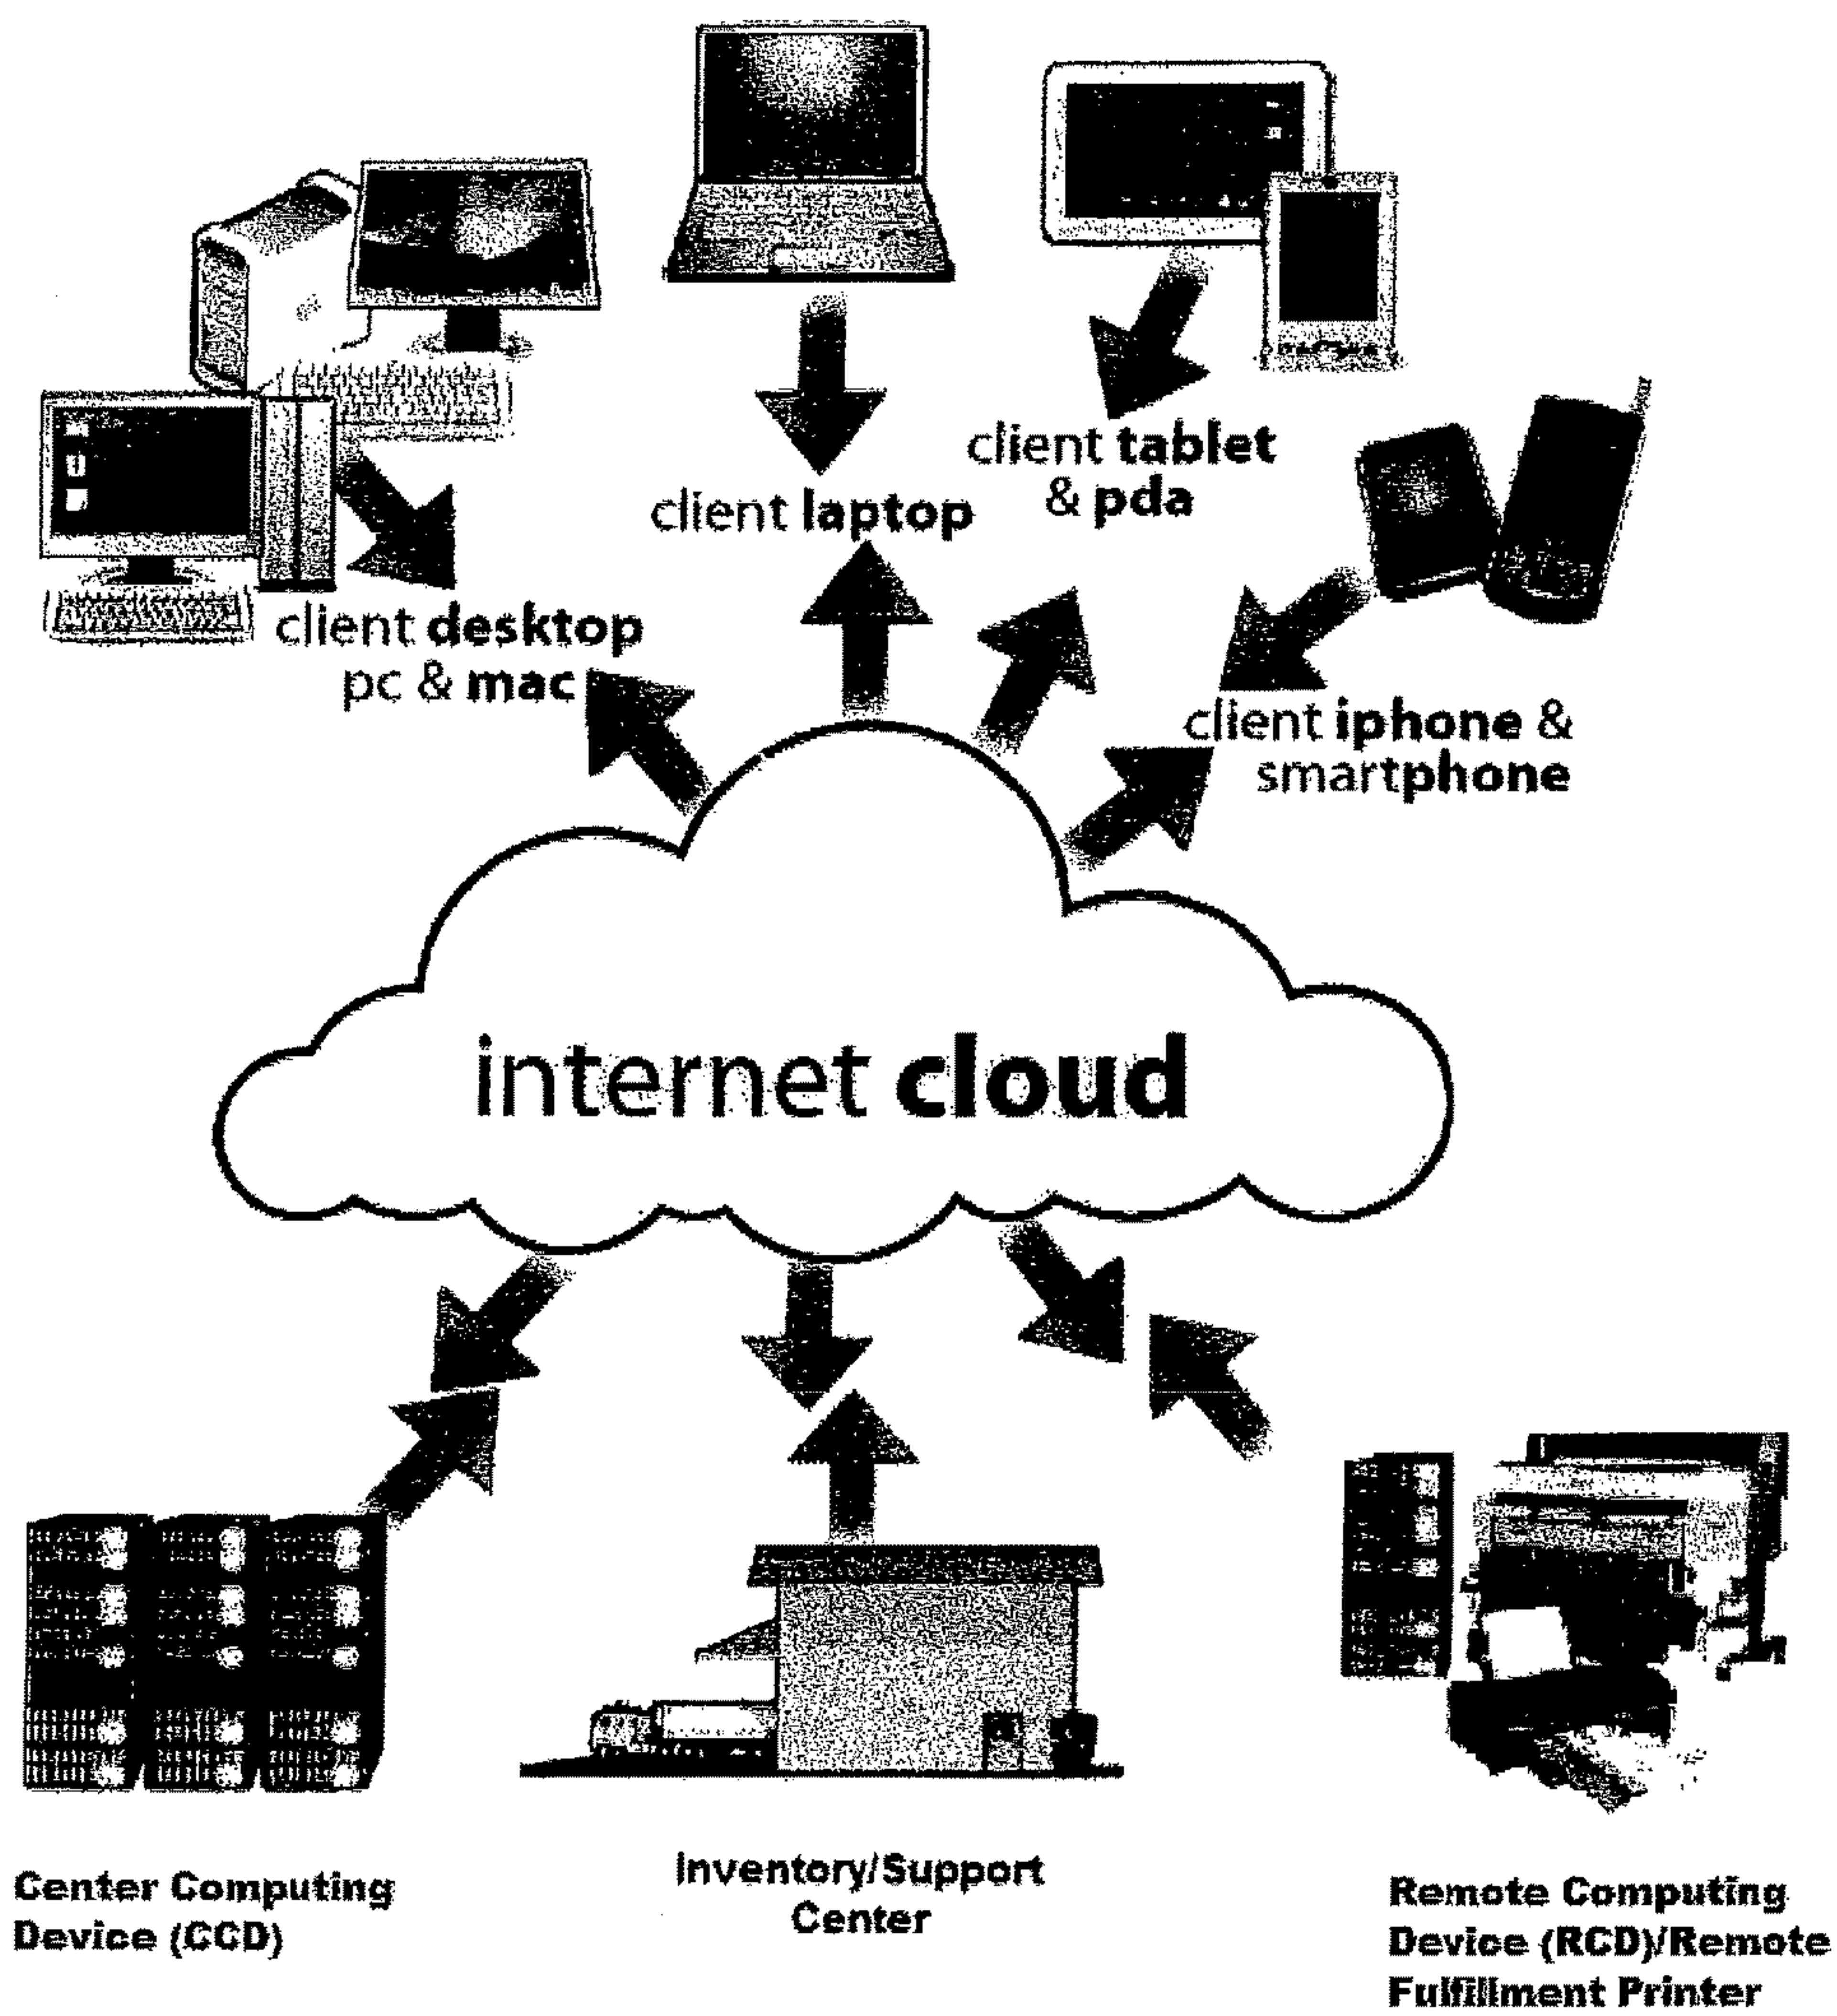 client tablet
& pda
client laptop
client desktop
pc & mac
client iphone &
smartphone
internet cloud
Center Computing
Device (CCD)
Inventory/Support
Center
Remote Computing
Device (RCD)/Remote
Fulfillment Printer